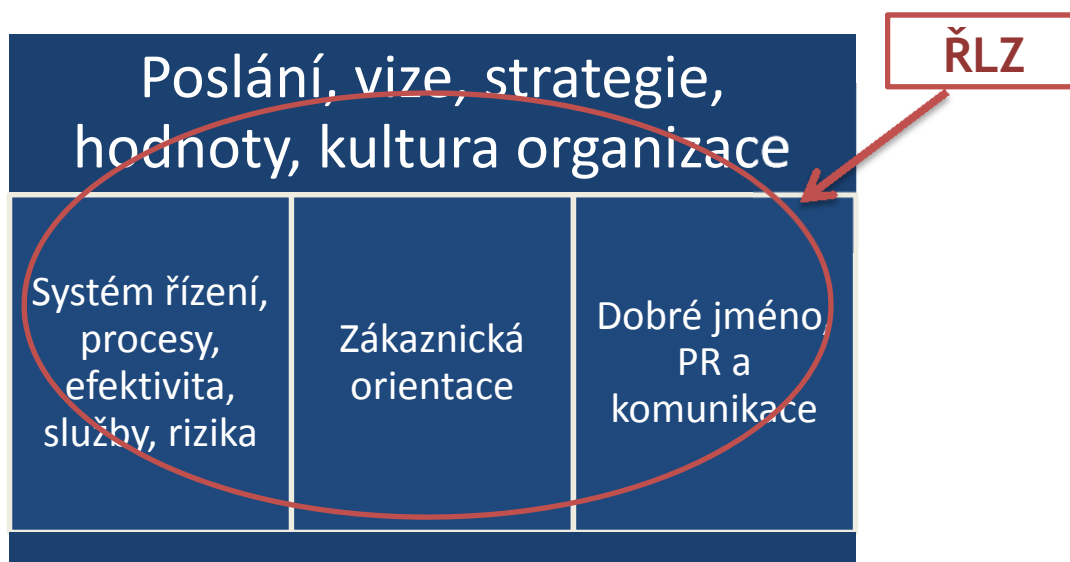 ŘLZ
Poslání, vize, strategie,
hodnoty, kultura organizace
Systém řízení,
procesy,
efektivita,
služby, rizika
Zákaznická
orientace
Dobré jméno,
PR a
komunikace